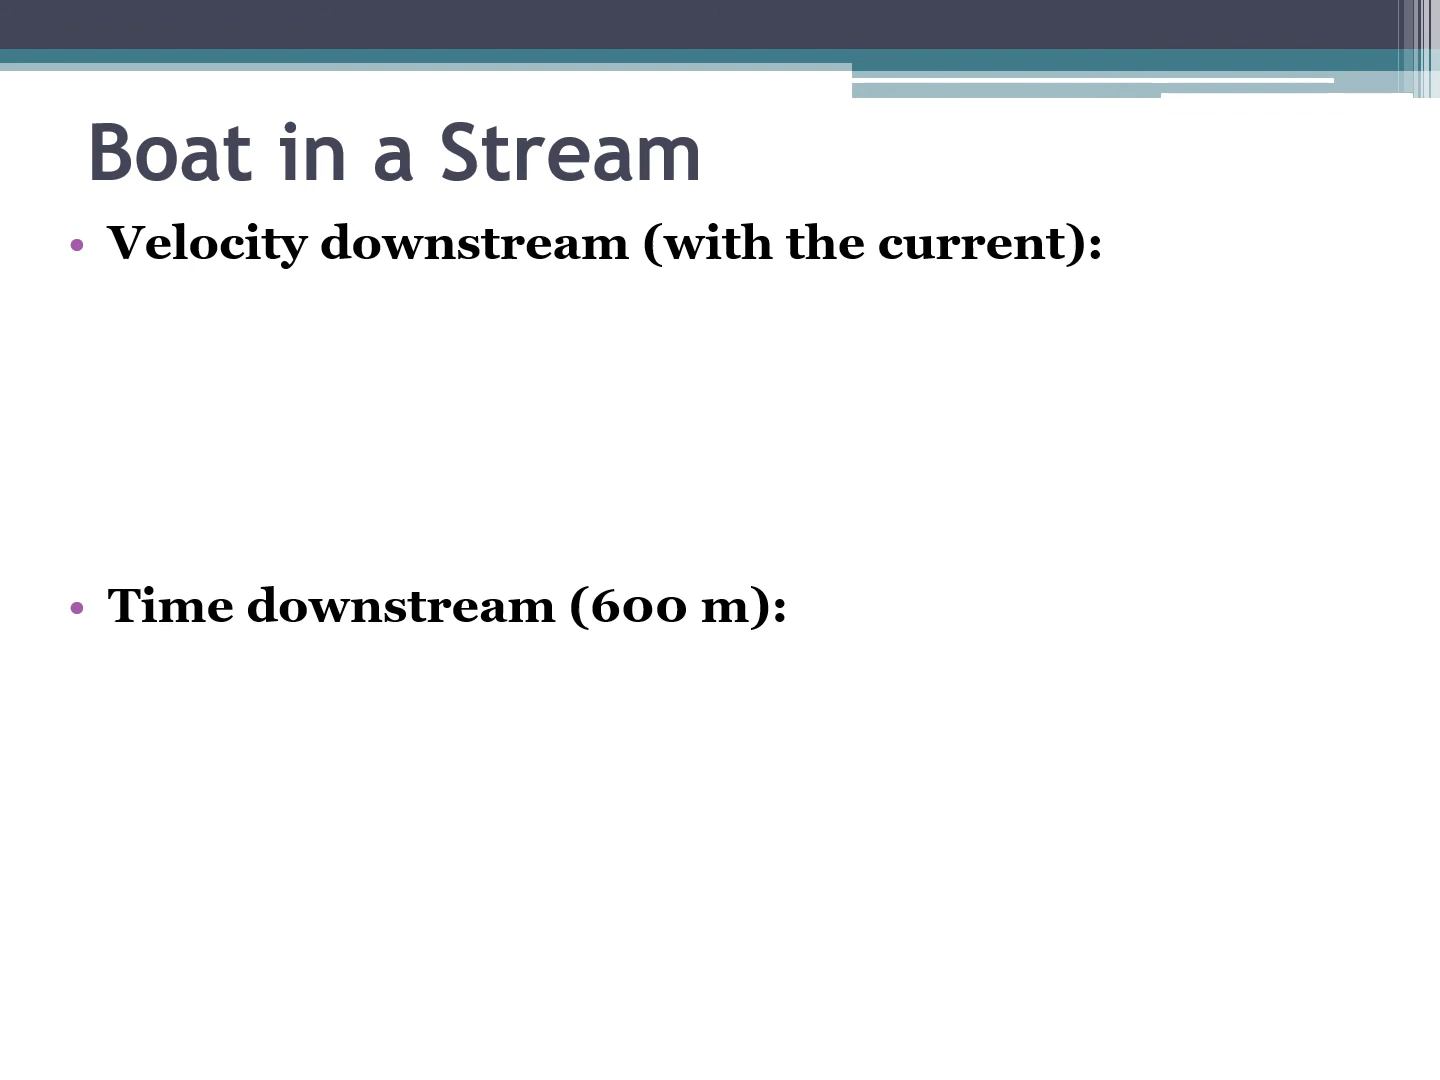 Boat in a Stream
• Velocity downstream (with the current):
• Time downstream (600 m):